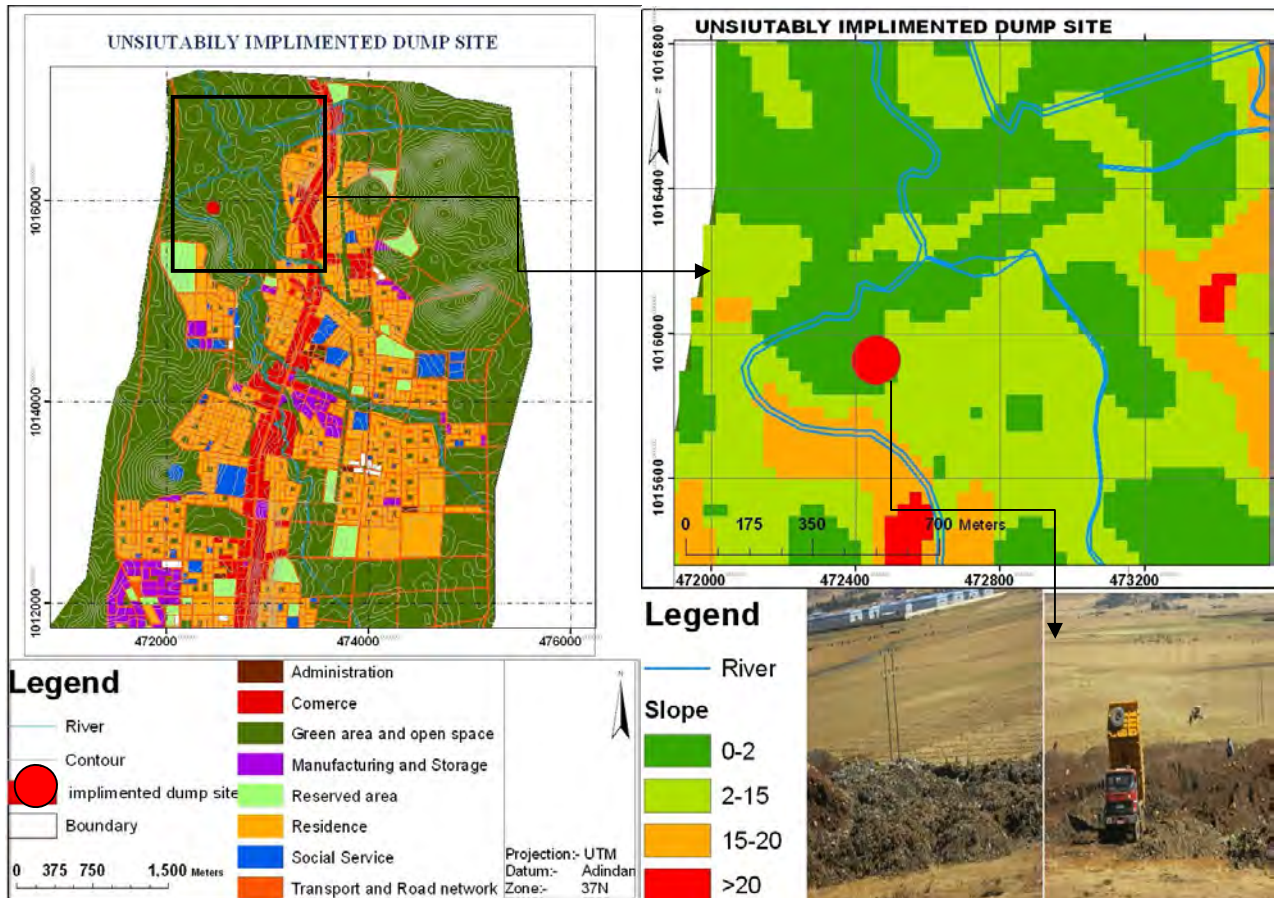 UNSIUTABILY IMPLIMENTED DUMP SITE
1016000
1014000
1012000
472000
474000
476000
Legend
River
Contour
implimented dump site
Boundary
0 375 750 1,500 Meters
Administration
Comerce
Green area and open space
Manufacturing and Storage
Reserved area
Residence
Social Service
Transport and Road network
N
Projection:- UTM
Datum:- Adindan
Zone:- 37N
UNSIUTABLY IMPLIMENTED DUMP SITE
1016800
1016400
1016000
1015600
0 175 350 700 Meters
472000 472400 472800 473200
Legend
River
Slope
0-2
2-15
15-20
>20